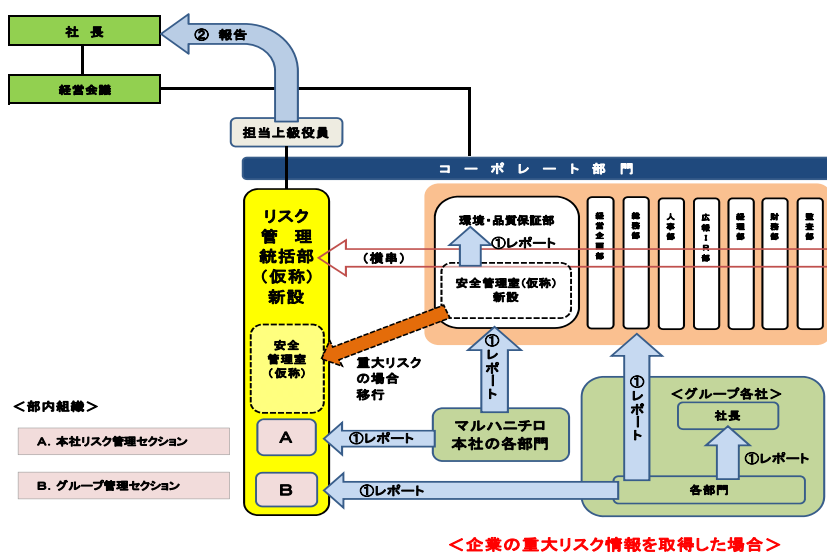 社 長
② 報告
経営会議
担当上級役員
コ ー ポ レ ー ト 部 門
リスク
管 理
統括部
(仮称)
新設
(横串)
環境・品質保証部
①レポート
安全管理室(仮称)
新設
経営企画部
総務部
人事部
広報IR部
経理部
財務部
監査部
安全
管理室
(仮称)
重大リスク
の場合
移行
①レポート
①レポート
<グループ各社>
社長
①レポート
各部門
マルハニチロ
本社の各部門
<部内組織>
A. 本社リスク管理セクション
B. グループ管理セクション
A
①レポート
B
①レポート
<企業の重大リスク情報を取得した場合>